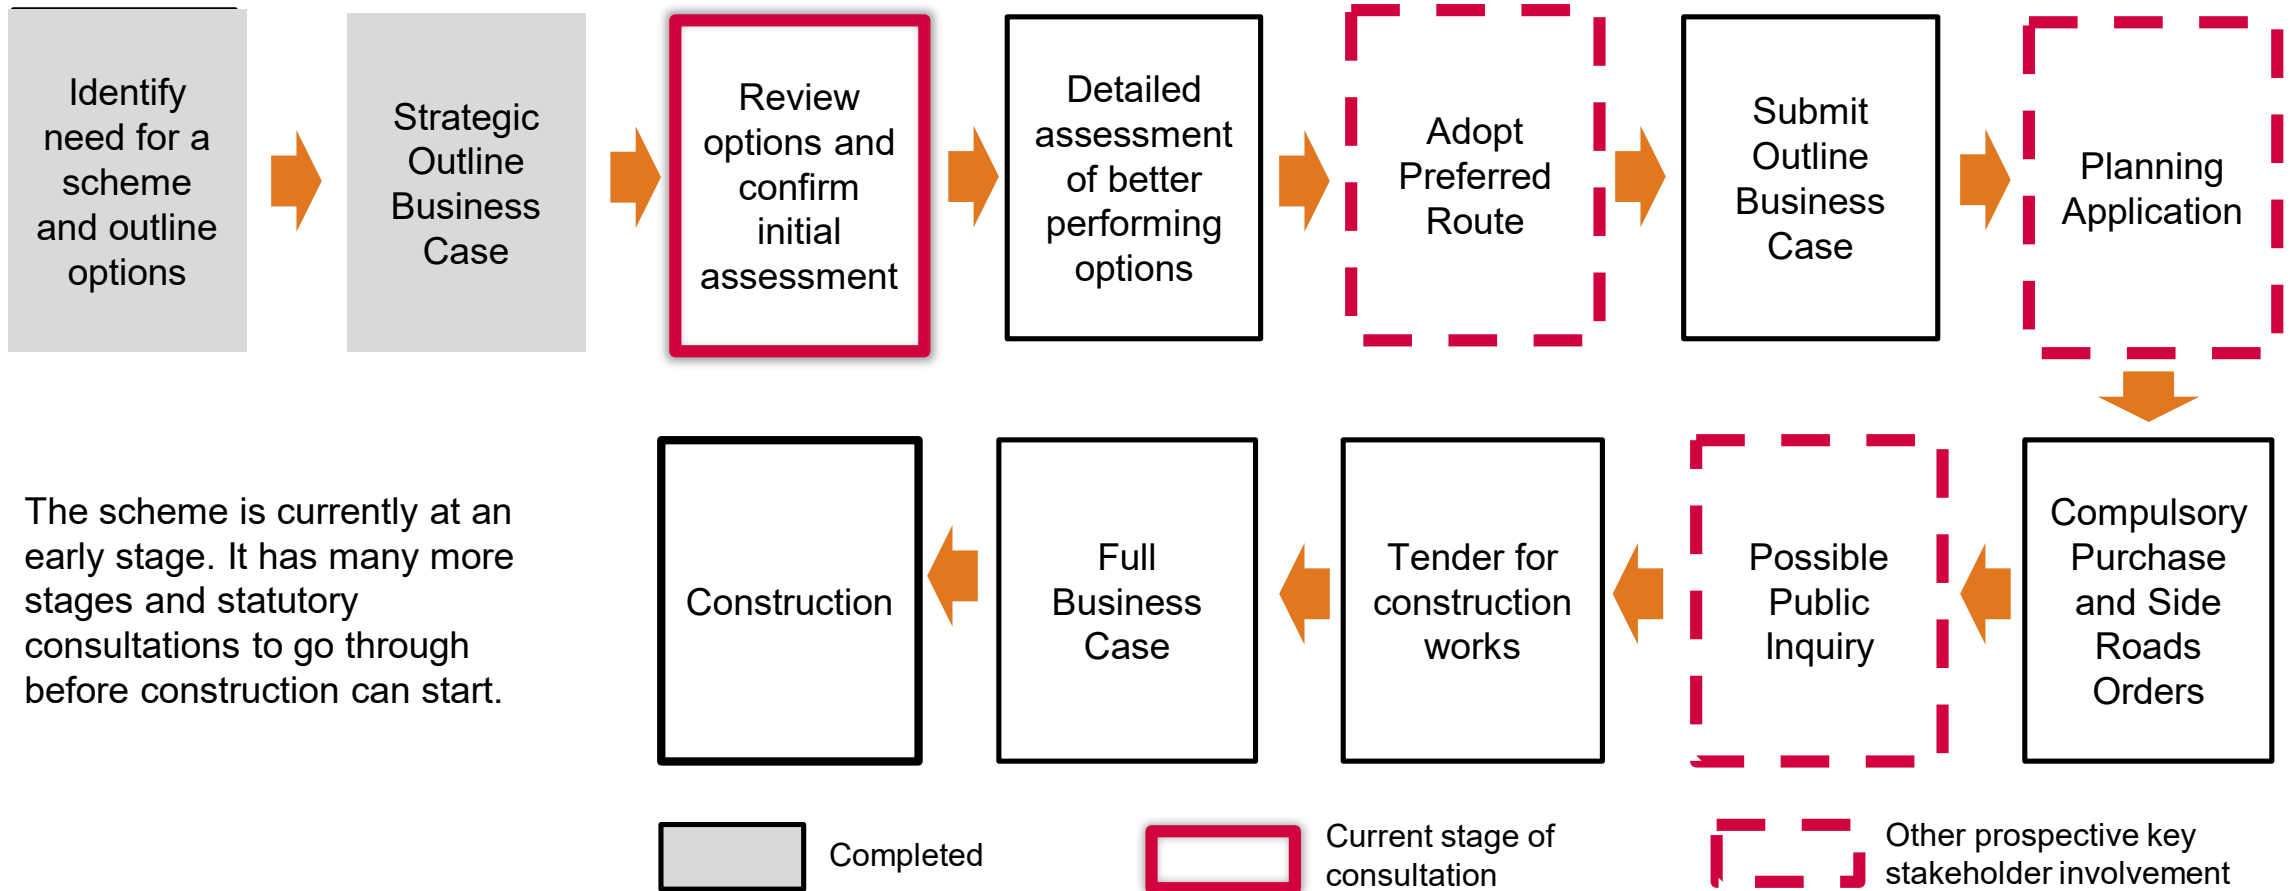 Identify
need for a
scheme
and outline
options
Strategic
Outline
Business
Case
Review
options and
confirm
initial
assessment
Detailed
assessment
of better
performing
options
Adopt
Preferred
Route
Submit
Outline
Business
Case
Planning
Application
Compulsory
Purchase
and Side
Roads
Orders
Possible
Public
Inquiry
Tender for
construction
works
Full
Business
Case
Construction
The scheme is currently at an
early stage. It has many more
stages and statutory
consultations to go through
before construction can start.
Completed
Current stage of
consultation
Other prospective key
stakeholder involvement